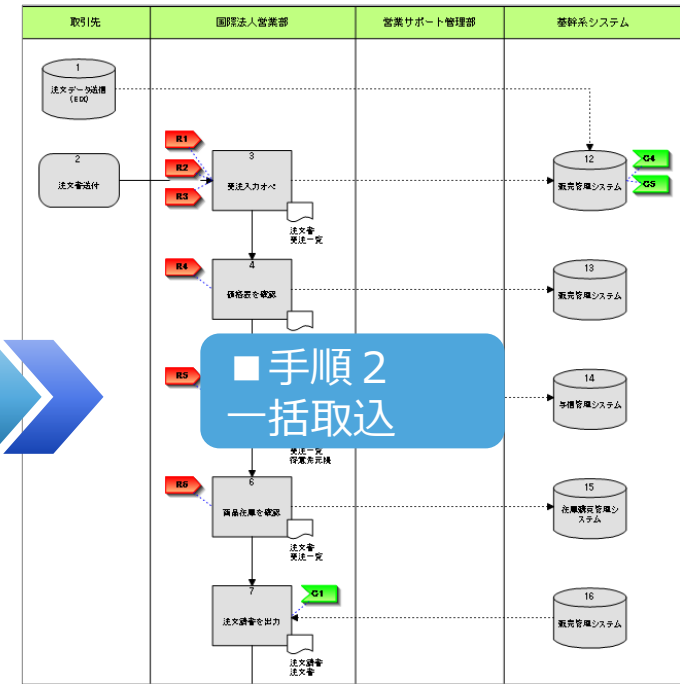 取引先
国際法人営業部
営業サポート管理部
基幹系システム
1
注文データ送信
(EDI)
2
注文書送付
R1
R2
R3
3
受注入力オペ
注文書
受注一覧
12
販売管理システム
G4
G5
R4
4
価格表を確認
13
販売管理システム
R5
■手順２
一括取込
受注一覧
得意先元帳
14
与信管理システム
R6
6
商品在庫を確認
注文書
受注一覧
15
在庫購買管理シ
ステム
7
注文請書を出力
G1
注文請書
注文書
16
販売管理システム